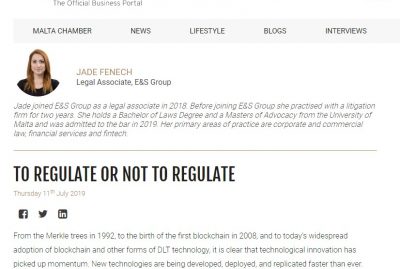 The Official Business Portal
MALTA CHAMBER NEWS LIFESTYLE BLOGS INTERVIEWS
JADE FENECH
Legal Associate, E&S Group
Jade joined E&S Group as a legal associate in 2018. Before joining E&S Group she practised with a litigation
firm for two years. She holds a Bachelor of Laws Degree and a Masters of Advocacy from the University of
Malta and was admitted to the bar in 2019. Her primary areas of practice are corporate and commercial
law, financial services and fintech.
TO REGULATE OR NOT TO REGULATE
Thursday 11th July 2019
From the Merkle trees in 1992, to the birth of the first blockchain in 2008, and to today's widespread
adoption of blockchain and other forms of DLT technology, it is clear that technological innovation has
picked up momentum. New technologies are being developed, deployed, and replicated faster than ever.